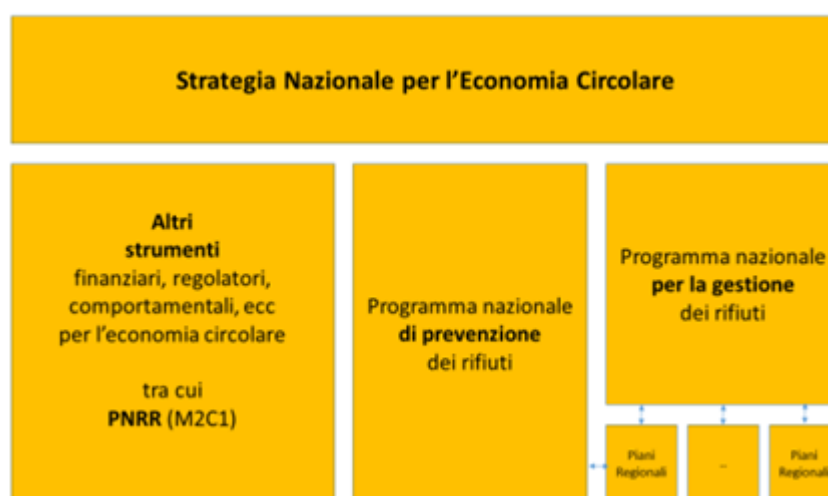 Strategia Nazionale per l'Economia Circolare
Altri
strumenti
finanziari, regolatori,
comportamentali, ecc
per l'economia circolare
tra cui
PNRR (M2C1)
Programma nazionale
di prevenzione
dei rifiuti
Programma nazionale
per la gestione
dei rifiuti
Piani
Regionali
...
Piani
Regionali